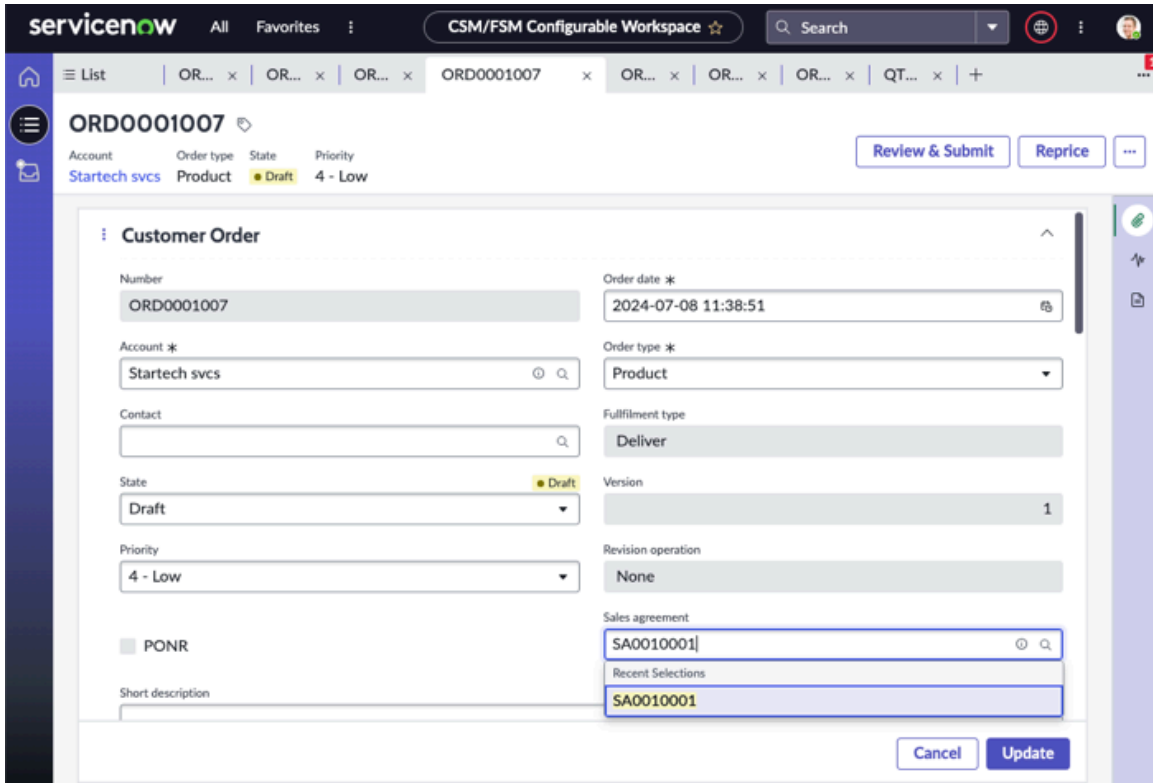 servicenow All Favorites CSM/FSM Configurable Workspace Search
List OR... OR... OR... ORD0001007 OR... OR... OR... QT...
ORD0001007
Account Order type State Priority
Startech svcs Product Draft 4 - Low
Review & Submit Reprice
Customer Order
Number
ORD0001007
Order date *
2024-07-08 11:38:51
Account *
Startech svcs
Order type *
Product
Contact
Fullfilment type
Deliver
State Draft
Draft
Version
1
Priority
4 - Low
Revision operation
None
PONR
Sales agreement
SA0010001
Recent Selections
SA0010001
Short description
Cancel Update